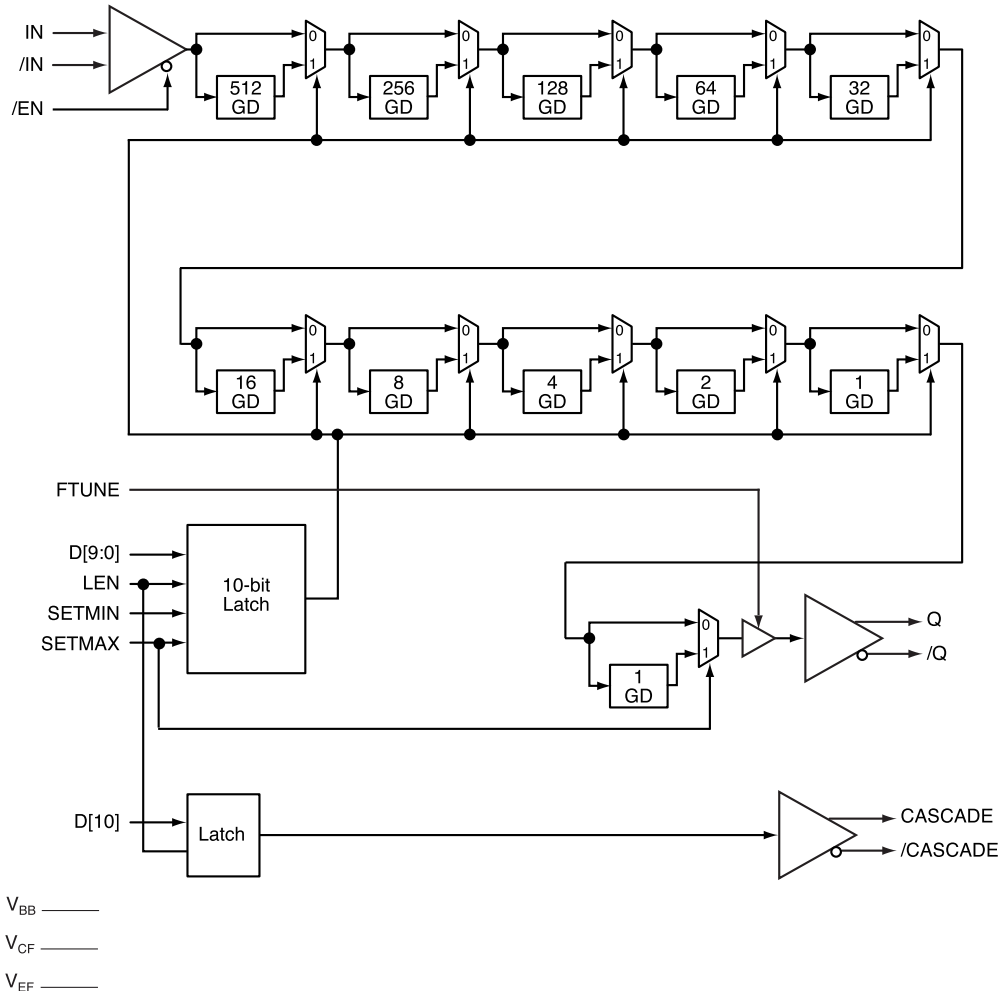 IN
/IN
/EN
0
1
512
GD
0
1
256
GD
0
1
128
GD
0
1
64
GD
0
1
32
GD
0
1
16
GD
0
1
8
GD
0
1
4
GD
0
1
2
GD
0
1
1
GD
FTUNE
D[9:0]
LEN
SETMIN
SETMAX
10-bit
Latch
0
1
1
GD
Q
/Q
D[10]
Latch
CASCADE
/CASCADE
VBB
VCF
VEF